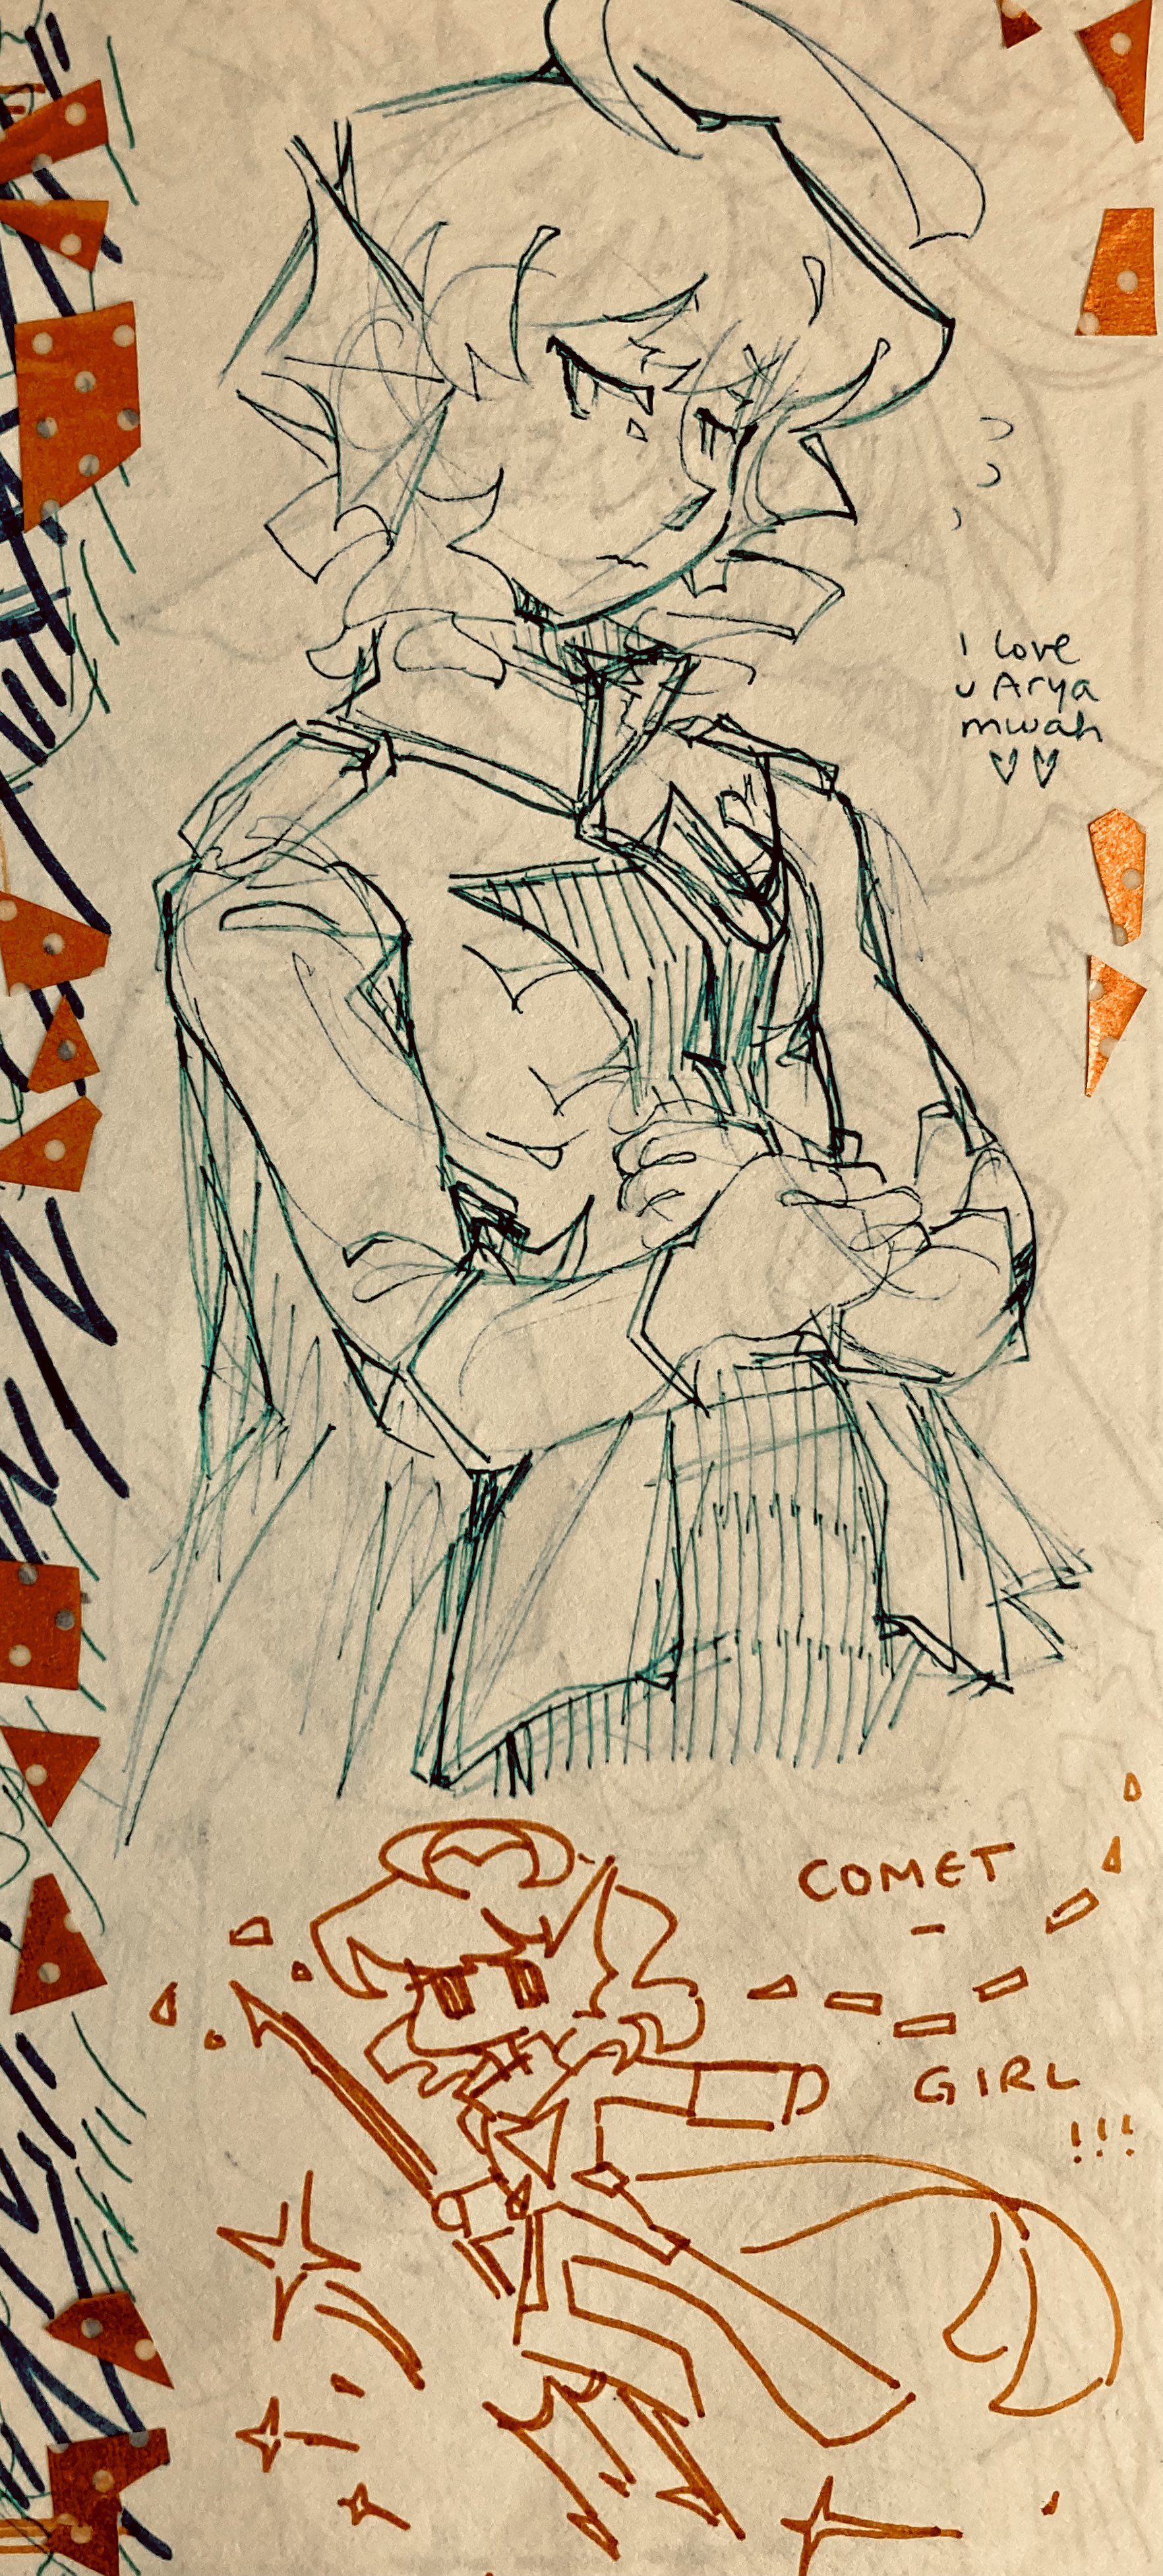 I love
u Arya
mwah
♡♡
COMET
GIRL
!!!